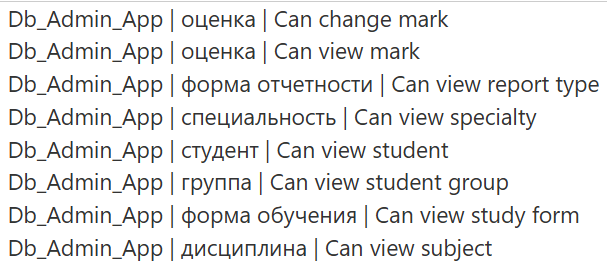 Db_Admin_App | оценка | Can change mark
Db_Admin_App | оценка | Can view mark
Db_Admin_App | форма отчетности | Can view report type
Db_Admin_App | специальность | Can view specialty
Db_Admin_App | студент | Can view student
Db_Admin_App | группа | Can view student group
Db_Admin_App | форма обучения | Can view study form
Db_Admin_App | дисциплина | Can view subject